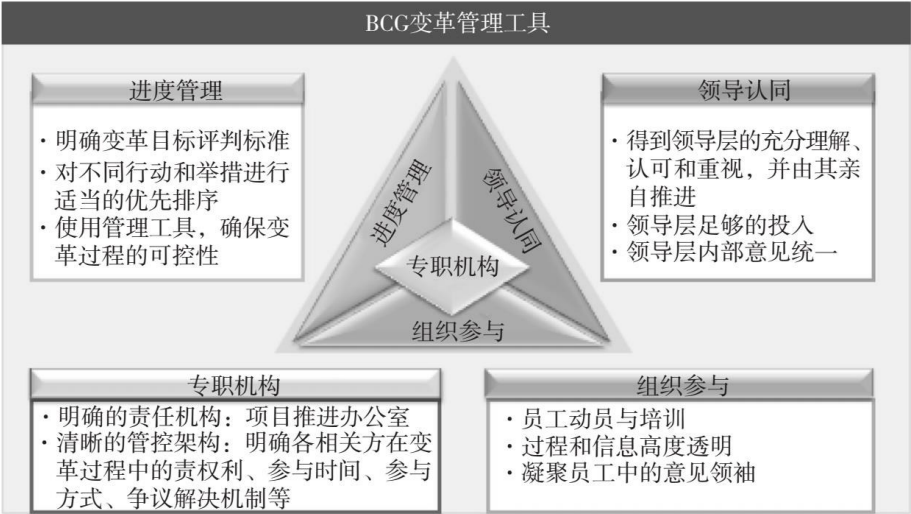 BCG变革管理工具
进度管理
· 明确变革目标评判标准
· 对不同行动和举措进行
适当的优先排序
· 使用管理工具，确保变
革过程的可控性
进度管理
领导认同
专职机构
组织参与
领导认同
· 得到领导层的充分理解、
认可和重视，并由其亲
自推进
· 领导层足够的投入
· 领导层内部意见统一
专职机构
· 明确的责任机构：项目推进办公室
· 清晰的管控架构：明确各相关方在变
革过程中的责权利、参与时间、参与
方式、争议解决机制等
组织参与
· 员工动员与培训
· 过程和信息高度透明
· 凝聚员工中的意见领袖